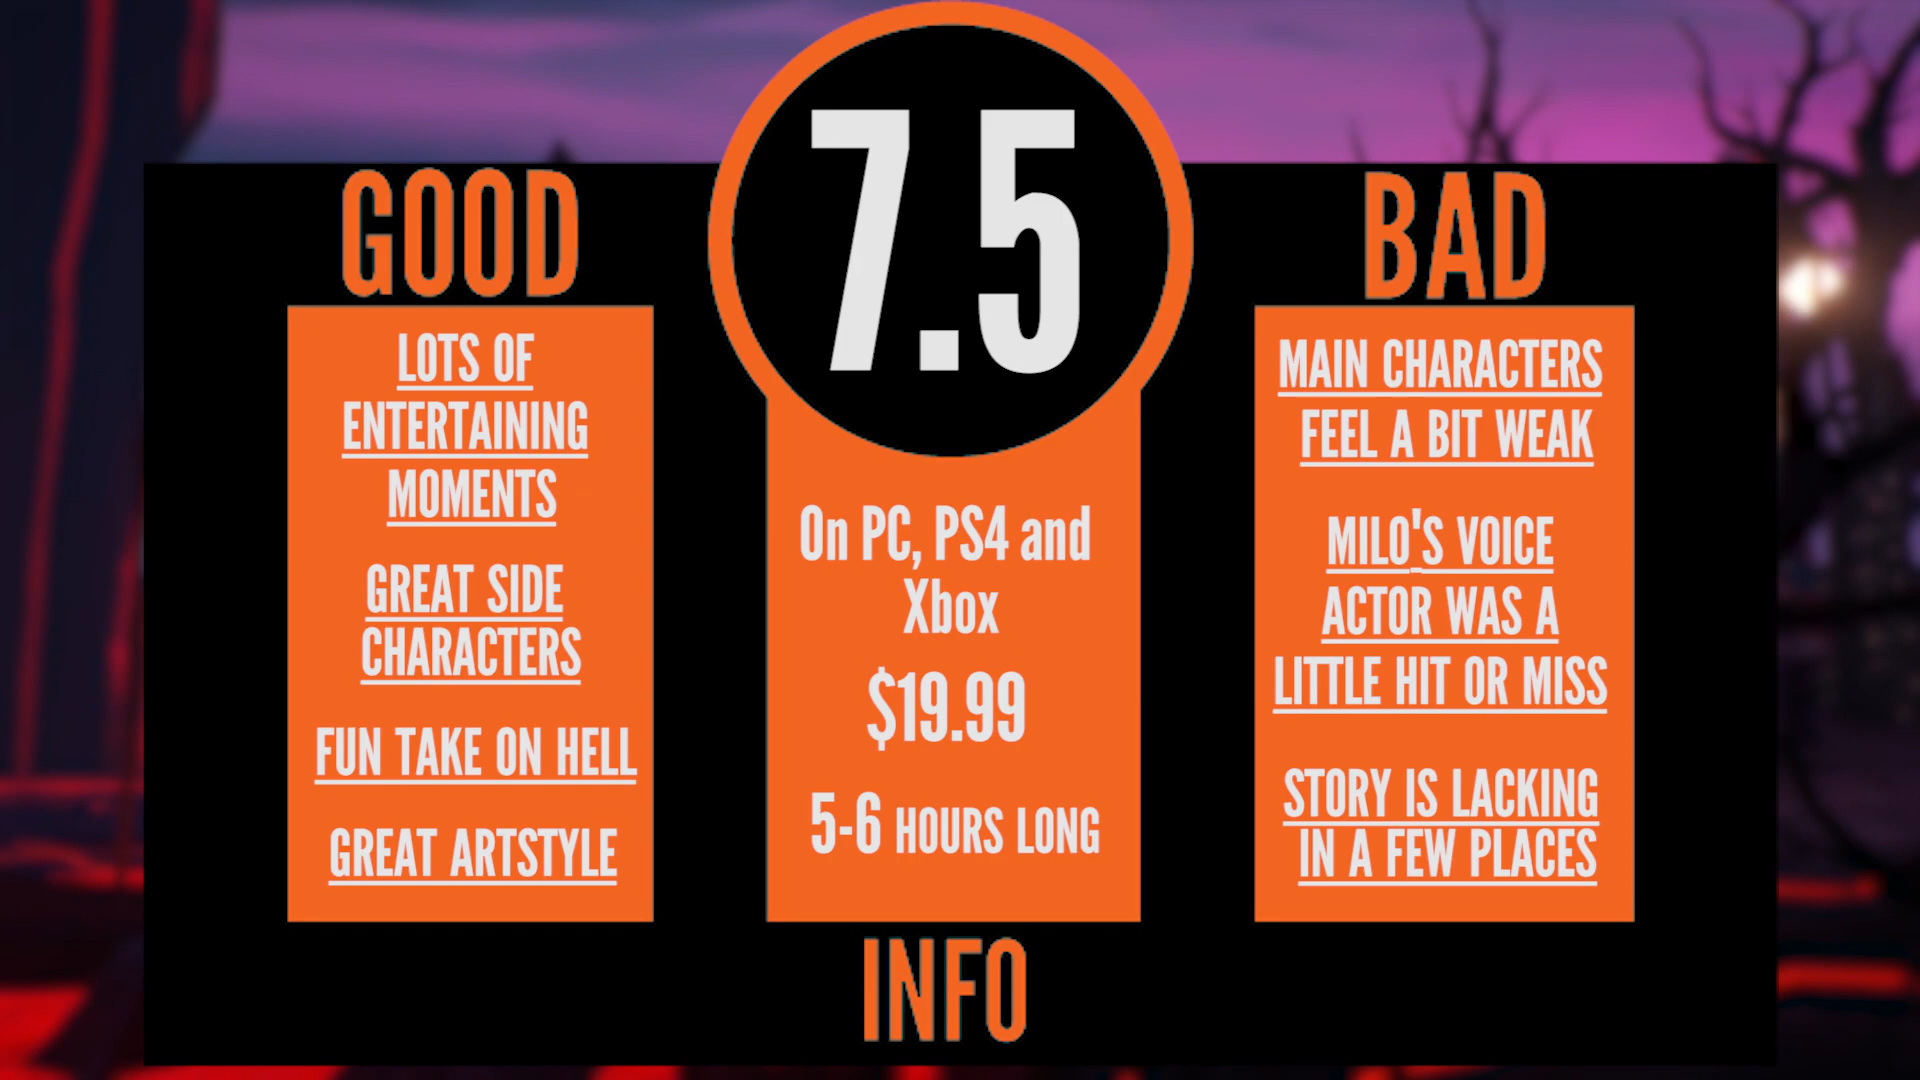 7.5
GOOD
LOTS OF
ENTERTAINING
MOMENTS
GREAT SIDE
CHARACTERS
FUN TAKE ON HELL
GREAT ARTSTYLE
On PC, PS4 and
Xbox
$19.99
5-6 HOURS LONG
INFO
BAD
MAIN CHARACTERS
FEEL A BIT WEAK
MILO'S VOICE
ACTOR WAS A
LITTLE HIT OR MISS
STORY IS LACKING
IN A FEW PLACES